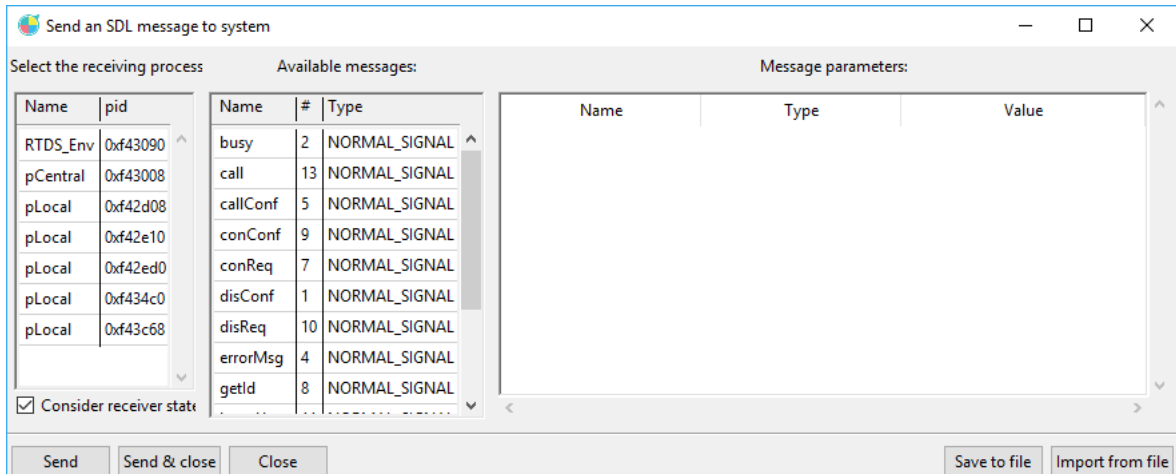 Send an SDL message to system
Select the receiving process Available messages: Message parameters:
Name pid Name # Type Name Type Value
RTDS_Env 0xf43090 busy 2 NORMAL_SIGNAL
pCentral 0xf43008 call 13 NORMAL_SIGNAL
pLocal 0xf42d08 callConf 5 NORMAL_SIGNAL
pLocal 0xf42e10 conConf 9 NORMAL_SIGNAL
pLocal 0xf42ed0 conReq 7 NORMAL_SIGNAL
pLocal 0xf434c0 disConf 1 NORMAL_SIGNAL
pLocal 0xf43c68 disReq 10 NORMAL_SIGNAL
errorMsg 4 NORMAL_SIGNAL
getId 8 NORMAL_SIGNAL
Consider receiver state
Send Send & close Close Save to file Import from file